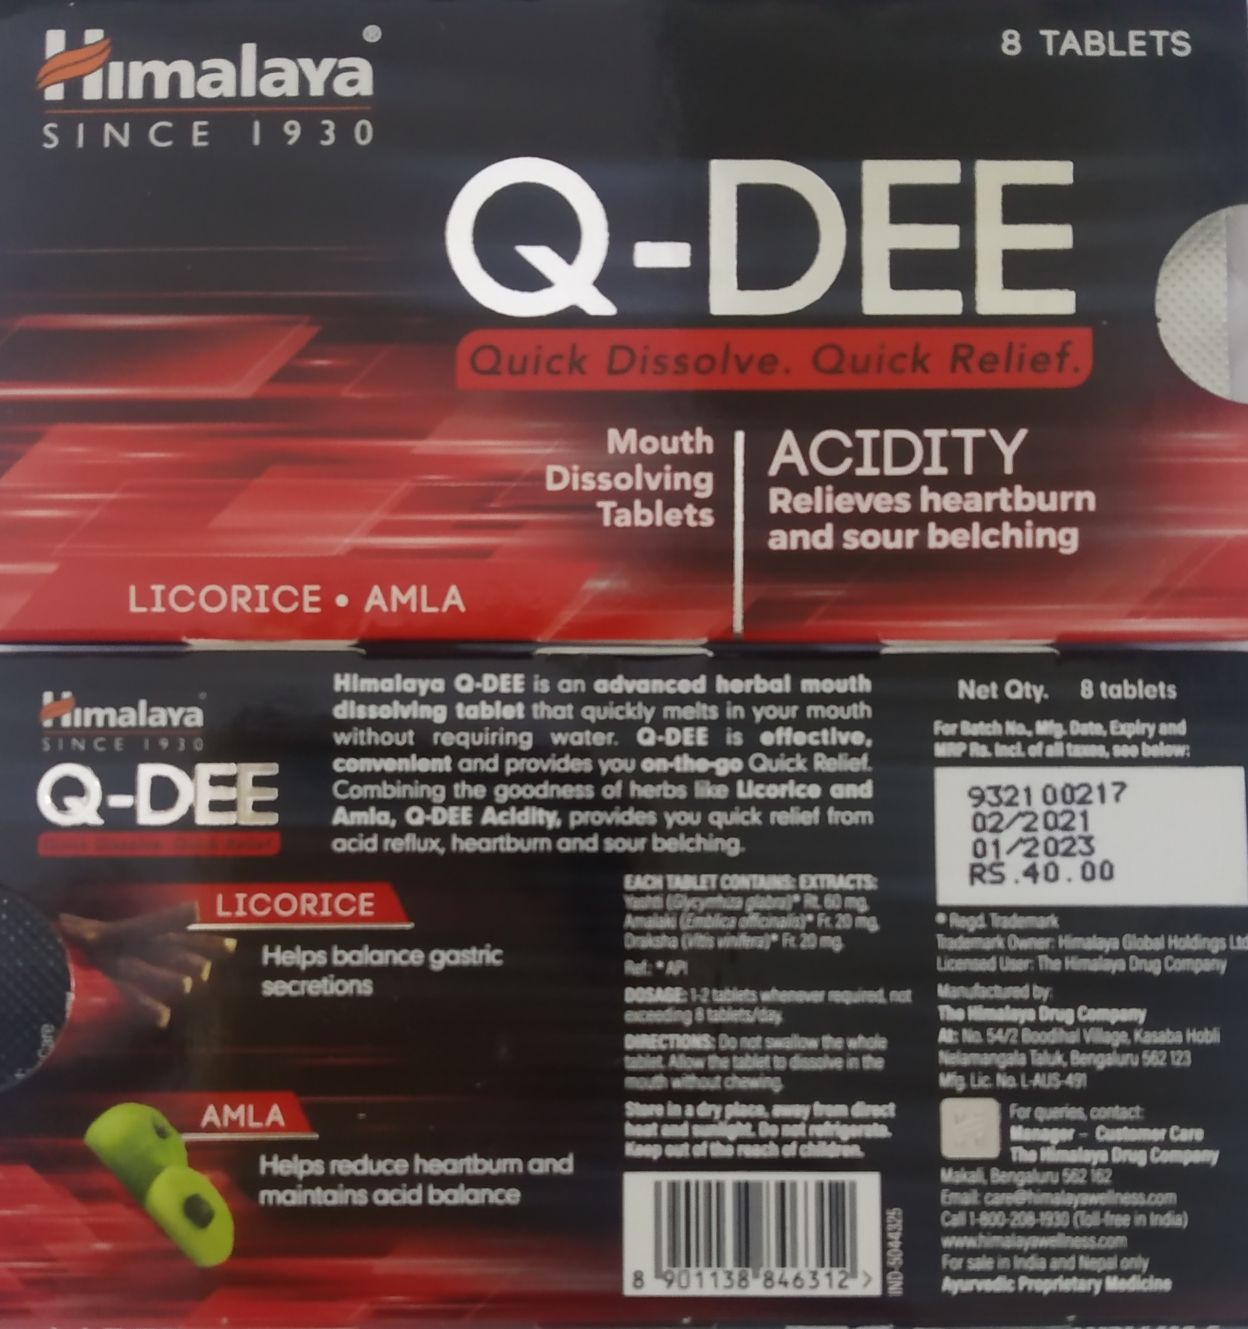 Himalaya®
SINCE 1930
8 TABLETS
Q-DEE
Quick Dissolve. Quick Relief.
Mouth
Dissolving
Tablets
ACIDITY
Relieves heartburn
and sour belching
LICORICE • AMLA
Himalaya
SINCE 1930
Q-DEE
Quick Dissolve. Quick Relief.
Himalaya Q-DEE is an advanced herbal mouth
dissolving tablet that quickly melts in your mouth
without requiring water. Q-DEE is effective,
convenient and provides you on-the-go Quick Relief.
Combining the goodness of herbs like Licorice and
Amla, Q-DEE Acidity, provides you quick relief from
acid reflux, heartburn and sour belching.
LICORICE
Helps balance gastric
secretions
AMLA
Helps reduce heartburn and
maintains acid balance
EACH TABLET CONTAINS: EXTRACTS:
Yashti (Glycyrrhiza glabra)* Rt. 60 mg,
Amalaki (Emblica officinalis)* Fr. 20 mg,
Draksha (Vitis vinifera)* Fr. 20 mg.
Ref.: * API
DOSAGE: 1-2 tablets whenever required, not
exceeding 8 tablets/day.
DIRECTIONS: Do not swallow the whole
tablet. Allow the tablet to dissolve in the
mouth without chewing.
Store in a dry place, away from direct
heat and sunlight. Do not refrigerate.
Keep out of the reach of children.
8 901138 846312 >
IND-5044325
Net Qty. 8 tablets
For Batch No., Mfg. Date, Expiry and
MRP Rs. Incl. of all taxes, see below:
932100217
02/2021
01/2023
RS.40.00
® Regd. Trademark
Trademark Owner: Himalaya Global Holdings Ltd
Licensed User: The Himalaya Drug Company
Manufactured by:
The Himalaya Drug Company
At: No. 54/2 Boodihal Village, Kasaba Hobli
Nelamangala Taluk, Bengaluru 562 123
Mfg. Lic. No. L-AUS-491
For queries, contact:
Manager - Customer Care
The Himalaya Drug Company
Makali, Bengaluru 562 162
Email: care@himalayawellness.com
Call 1-800-208-1930 (Toll-free in India)
www.himalayawellness.com
For sale in India and Nepal only
Ayurvedic Proprietary Medicine